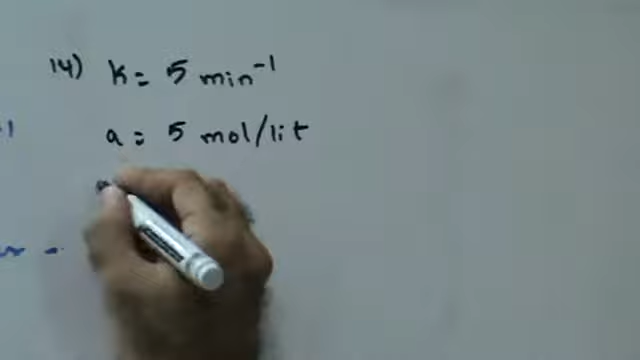 14) k = 5 min⁻¹
a = 5 mol/lit